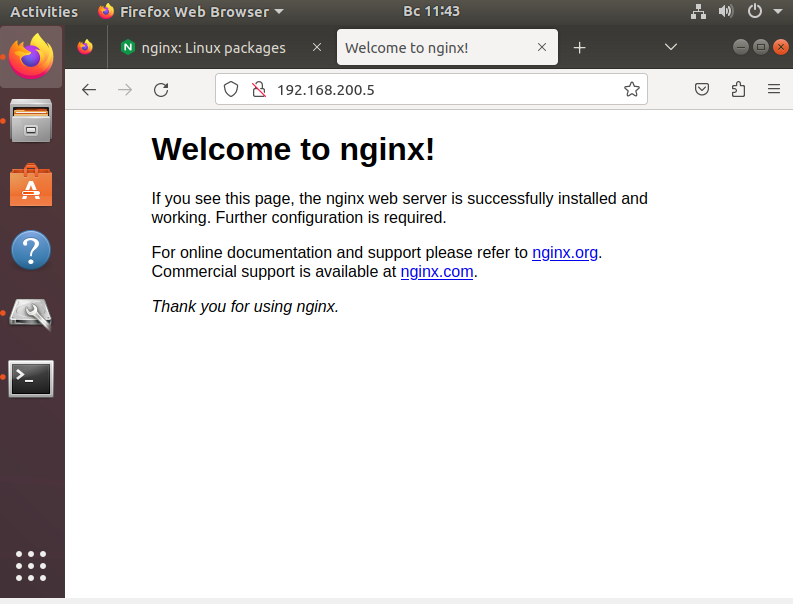 Activities Firefox Web Browser Вс 11:43
nginx: Linux packages Welcome to nginx!
192.168.200.5
Welcome to nginx!
If you see this page, the nginx web server is successfully installed and
working. Further configuration is required.
For online documentation and support please refer to nginx.org.
Commercial support is available at nginx.com.
Thank you for using nginx.